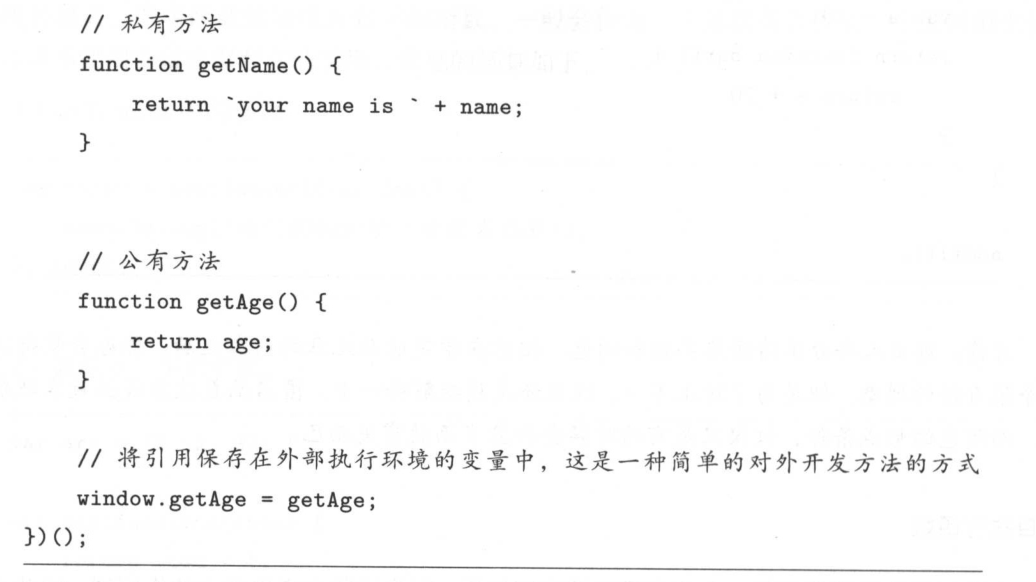 // 私有方法
function getName() {
    return `your name is ` + name;
}
// 公有方法
function getAge() {
    return age;
}
// 将引用保存在外部执行环境的变量中，这是一种简单的对外开发方法的方式
window.getAge = getAge;
})();